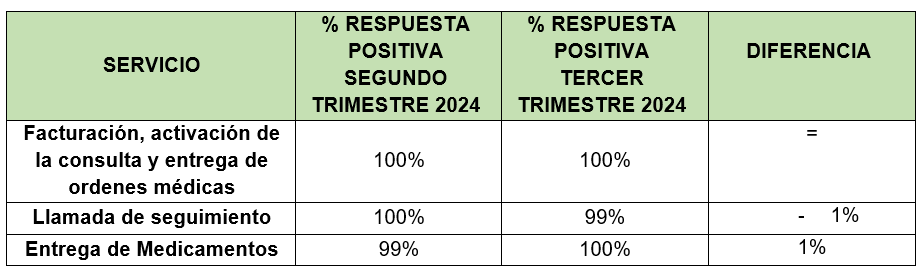 SERVICIO
% RESPUESTA
POSITIVA
SEGUNDO
TRIMESTRE 2024
% RESPUESTA
POSITIVA
TERCER
TRIMESTRE 2024
DIFERENCIA
Facturación, activación de
la consulta y entrega de
ordenes médicas
100%
100%
=
Llamada de seguimiento
100%
99%
- 1%
Entrega de Medicamentos
99%
100%
1%